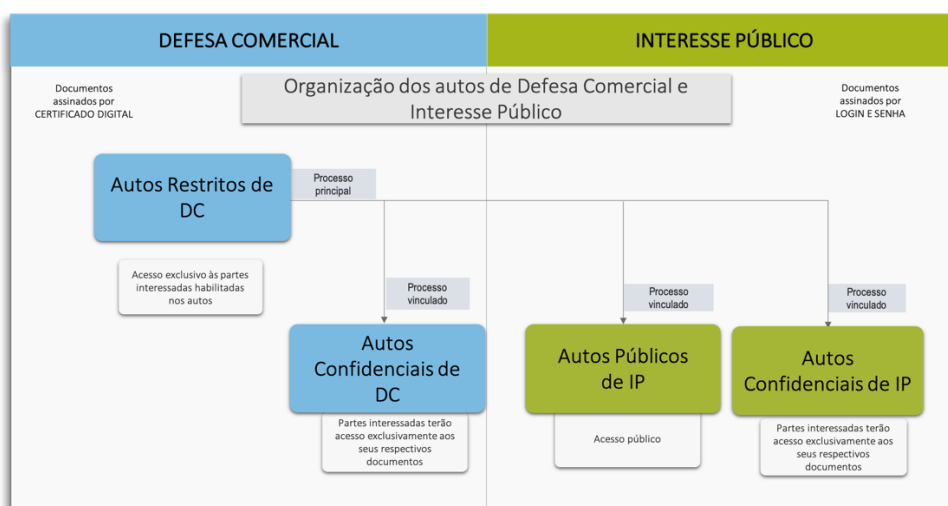 DEFESA COMERCIAL
INTERESSE PÚBLICO
Documentos
assinados por
CERTIFICADO DIGITAL
Organização dos autos de Defesa Comercial e
Interesse Público
Documentos
assinados por
LOGIN E SENHA
Autos Restritos de
DC
Processo
principal
Acesso exclusivo às partes
interessadas habilitadas
nos autos
Processo
vinculado
Processo
vinculado
Processo
vinculado
Autos
Confidenciais de
DC
Autos Públicos
de IP
Autos
Confidenciais de IP
Partes interessadas terão
acesso exclusivamente aos
seus respectivos
documentos
Acesso público
Partes interessadas terão
acesso exclusivamente aos
seus respectivos
documentos